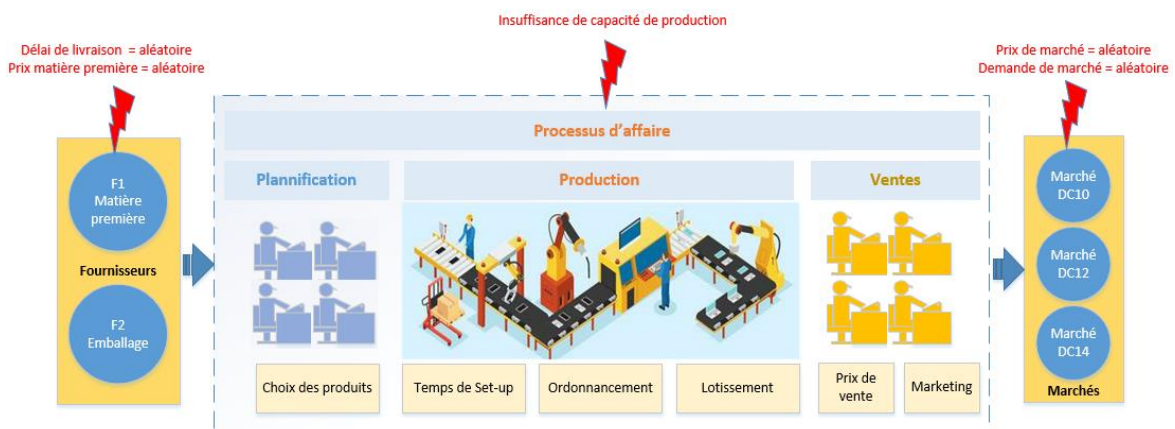 Insuffisance de capacité de production
Délai de livraison = aléatoire
Prix matière première = aléatoire
Prix de marché = aléatoire
Demande de marché = aléatoire
Processus d'affaire
Plannification
Production
Ventes
F1
Matière
première
Fournisseurs
F2
Emballage
Marché
DC10
Marché
DC12
Marché
DC14
Marchés
Choix des produits
Temps de Set-up
Ordonnancement
Lotissement
Prix de
vente
Marketing